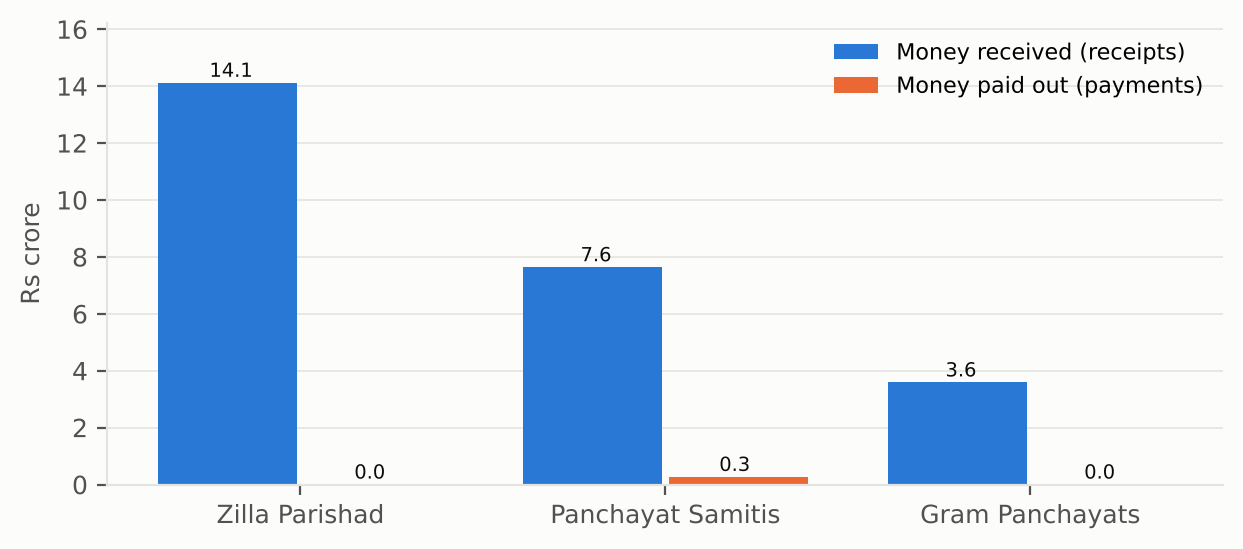 Money received (receipts)
Money paid out (payments)
Rs crore
16
14
12
10
8
6
4
2
0
14.1
0.0
7.6
0.3
3.6
0.0
Zilla Parishad
Panchayat Samitis
Gram Panchayats